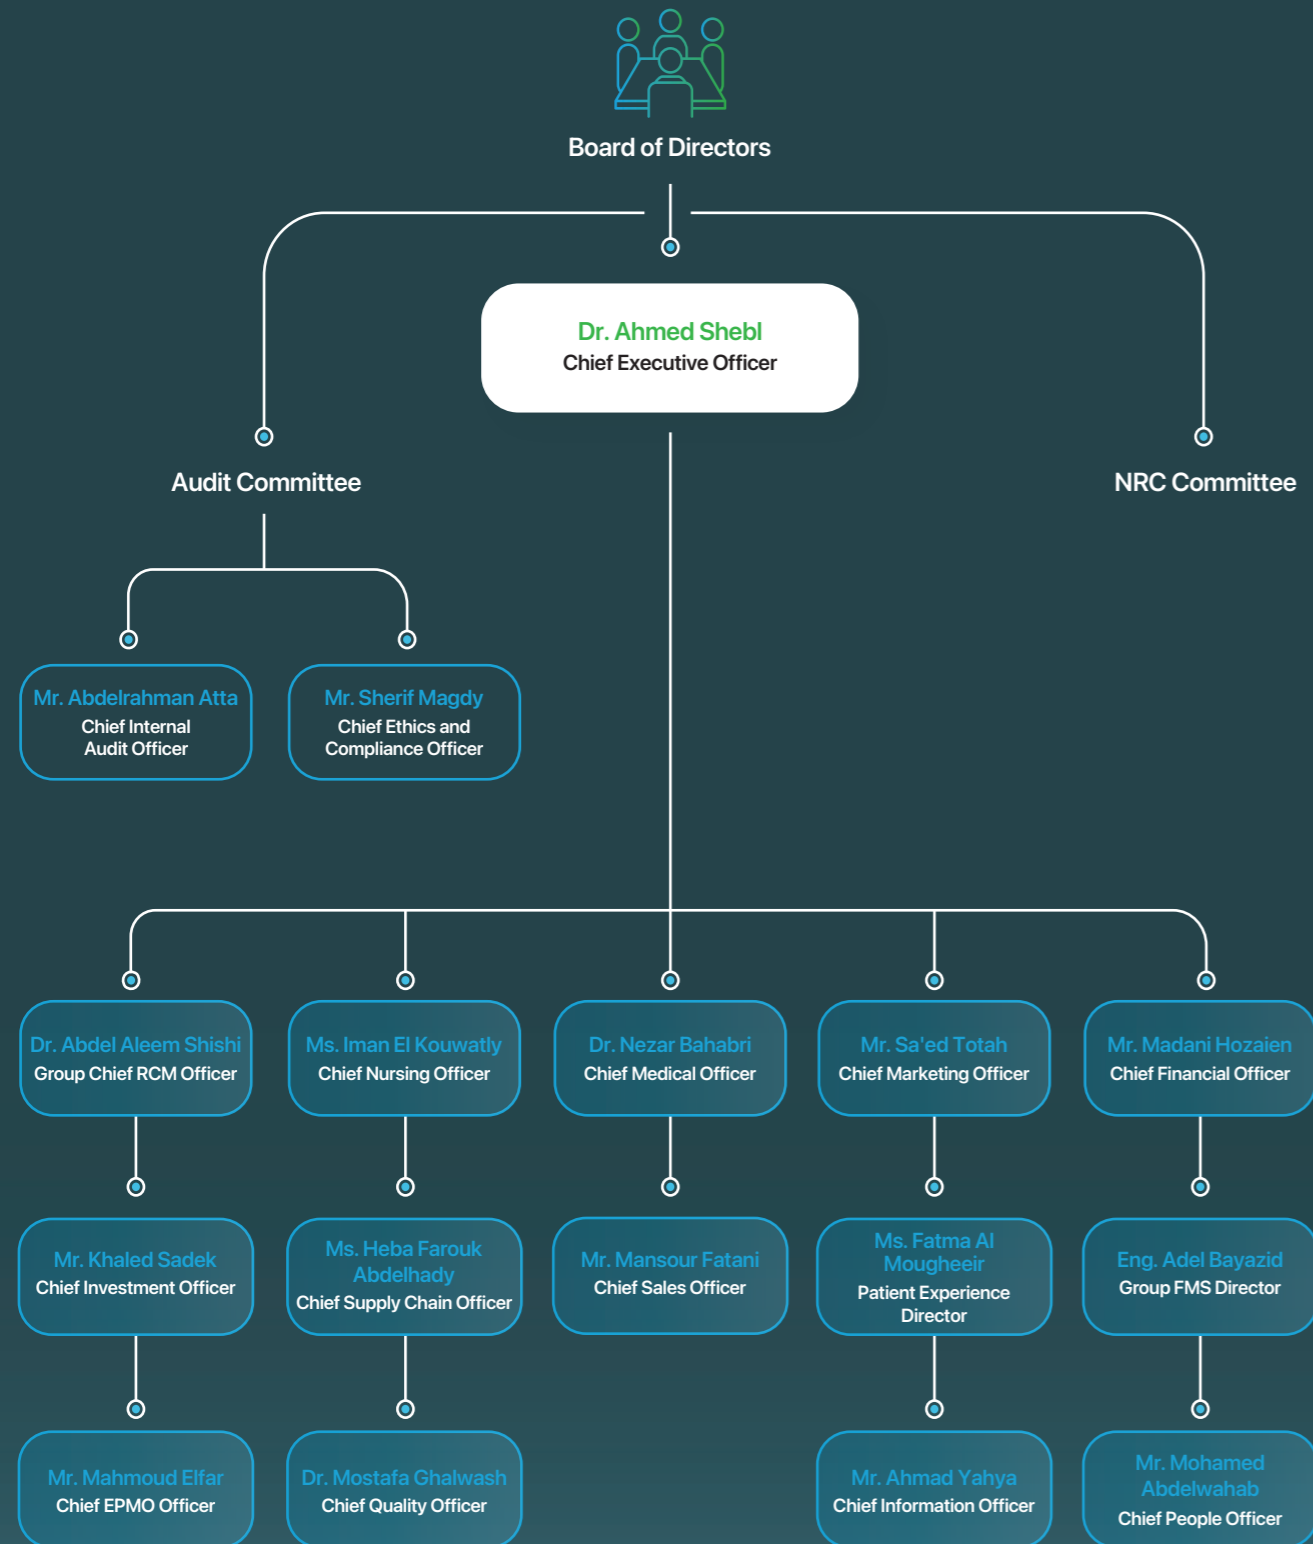 Board of Directors
Dr. Ahmed Shebl
Chief Executive Officer
Audit Committee
NRC Committee
Mr. Abdelrahman Atta
Chief Internal
Audit Officer
Mr. Sherif Magdy
Chief Ethics and
Compliance Officer
Dr. Abdel Aleem Shishi
Group Chief RCM Officer
Ms. Iman El Kouwatly
Chief Nursing Officer
Dr. Nezar Bahabri
Chief Medical Officer
Mr. Sa'ed Totah
Chief Marketing Officer
Mr. Madani Hozaien
Chief Financial Officer
Mr. Khaled Sadek
Chief Investment Officer
Ms. Heba Farouk
Abdelhady
Chief Supply Chain Officer
Mr. Mansour Fatani
Chief Sales Officer
Ms. Fatma Al
Mougheeir
Patient Experience
Director
Eng. Adel Bayazid
Group FMS Director
Mr. Mahmoud Elfar
Chief EPMO Officer
Dr. Mostafa Ghalwash
Chief Quality Officer
Mr. Ahmad Yahya
Chief Information Officer
Mr. Mohamed
Abdelwahab
Chief People Officer